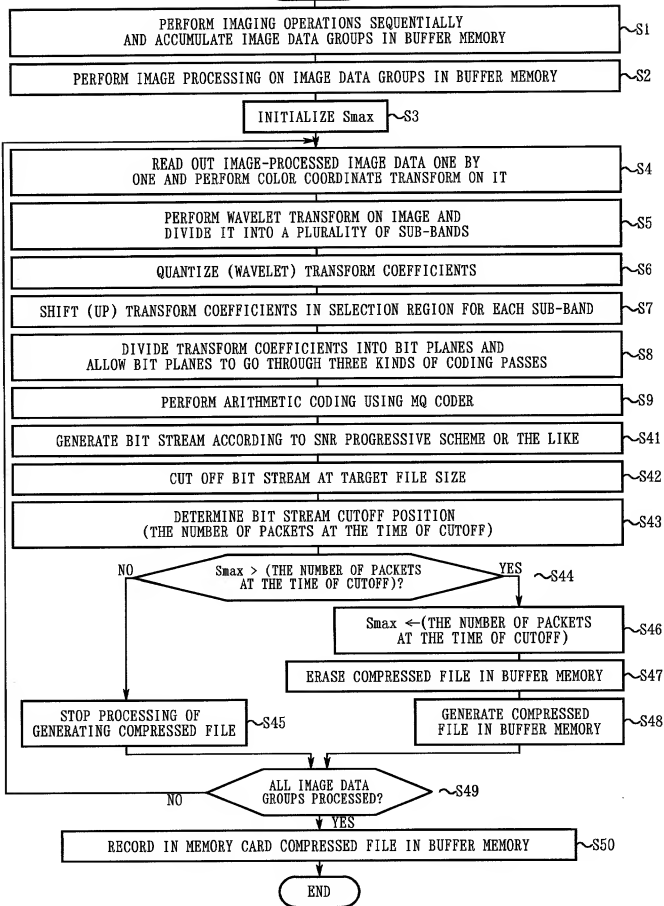 PERFORM IMAGING OPERATIONS SEQUENTIALLY
AND ACCUMULATE IMAGE DATA GROUPS IN BUFFER MEMORY
S1
PERFORM IMAGE PROCESSING ON IMAGE DATA GROUPS IN BUFFER MEMORY
S2
INITIALIZE Smax
S3
READ OUT IMAGE-PROCESSED IMAGE DATA ONE BY
ONE AND PERFORM COLOR COORDINATE TRANSFORM ON IT
S4
PERFORM WAVELET TRANSFORM ON IMAGE AND
DIVIDE IT INTO A PLURALITY OF SUB-BANDS
S5
QUANTIZE (WAVELET) TRANSFORM COEFFICIENTS
S6
SHIFT (UP) TRANSFORM COEFFICIENTS IN SELECTION REGION FOR EACH SUB-BAND
S7
DIVIDE TRANSFORM COEFFICIENTS INTO BIT PLANES AND
ALLOW BIT PLANES TO GO THROUGH THREE KINDS OF CODING PASSES
S8
PERFORM ARITHMETIC CODING USING MQ CODER
S9
GENERATE BIT STREAM ACCORDING TO SNR PROGRESSIVE SCHEME OR THE LIKE
S41
CUT OFF BIT STREAM AT TARGET FILE SIZE
S42
DETERMINE BIT STREAM CUTOFF POSITION
(THE NUMBER OF PACKETS AT THE TIME OF CUTOFF)
S43
NO
Smax > (THE NUMBER OF PACKETS
AT THE TIME OF CUTOFF)?
YES
S44
Smax ←(THE NUMBER OF PACKETS
AT THE TIME OF CUTOFF)
S46
ERASE COMPRESSED FILE IN BUFFER MEMORY
S47
STOP PROCESSING OF
GENERATING COMPRESSED FILE
S45
GENERATE COMPRESSED
FILE IN BUFFER MEMORY
S48
ALL IMAGE DATA
GROUPS PROCESSED?
S49
NO
YES
RECORD IN MEMORY CARD COMPRESSED FILE IN BUFFER MEMORY
S50
END